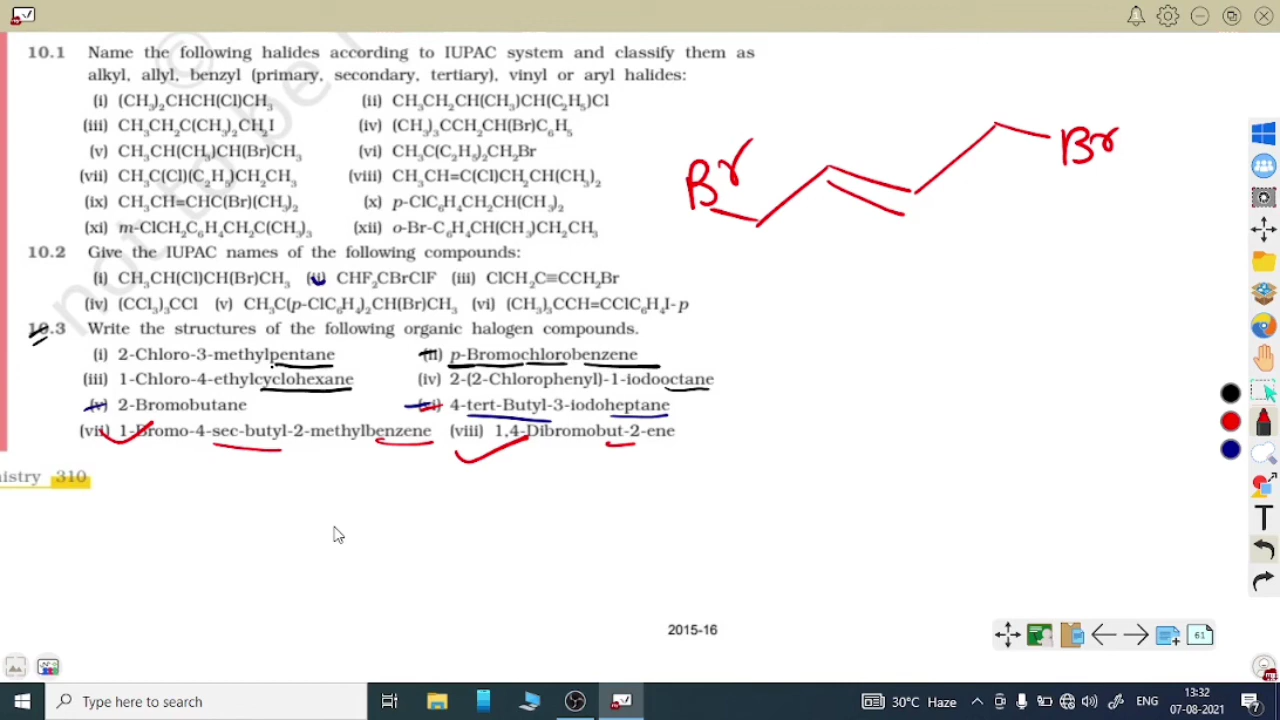 10.1 Name the following halides according to IUPAC system and classify them as
alkyl, allyl, benzyl (primary, secondary, tertiary), vinyl or aryl halides:
(i) (CH₃)₂CHCH(Cl)CH₃ (ii) CH₃CH₂CH(CH₃)CH(C₂H₅)Cl
(iii) CH₃CH₂C(CH₃)₂CH₂I (iv) (CH₃)₃CCH₂CH(Br)C₆H₅
(v) CH₃CH(CH₃)CH(Br)CH₃ (vi) CH₃C(C₂H₅)₂CH₂Br
(vii) CH₃C(Cl)(C₂H₅)CH₂CH₃ (viii) CH₃CH=C(Cl)CH₂CH(CH₃)₂
(ix) CH₃CH=CHC(Br)(CH₃)₂ (x) p-ClC₆H₄CH₂CH(CH₃)₂
(xi) m-ClCH₂C₆H₄CH₂C(CH₃)₃ (xii) o-Br-C₆H₄CH(CH₃)CH₂CH₃
10.2 Give the IUPAC names of the following compounds:
(i) CH₃CH(Cl)CH(Br)CH₃ (ii) CHF₂CBrClF (iii) ClCH₂C≡CCH₂Br
(iv) (CCl₃)₃CCl (v) CH₃C(p-ClC₆H₄)₂CH(Br)CH₃ (vi) (CH₃)₃CCH=CClC₆H₄I-p
10.3 Write the structures of the following organic halogen compounds.
(i) 2-Chloro-3-methylpentane (ii) p-Bromochlorobenzene
(iii) 1-Chloro-4-ethylcyclohexane (iv) 2-(2-Chlorophenyl)-1-iodooctane
(v) 2-Bromobutane (vi) 4-tert-Butyl-3-iodoheptane
(vii) 1-Bromo-4-sec-butyl-2-methylbenzene (viii) 1,4-Dibromobut-2-ene
mistry 310
Br
Br
not to be
2015-16
61
T
Type here to search
30°C Haze
ENG
13:32
07-08-2021
7